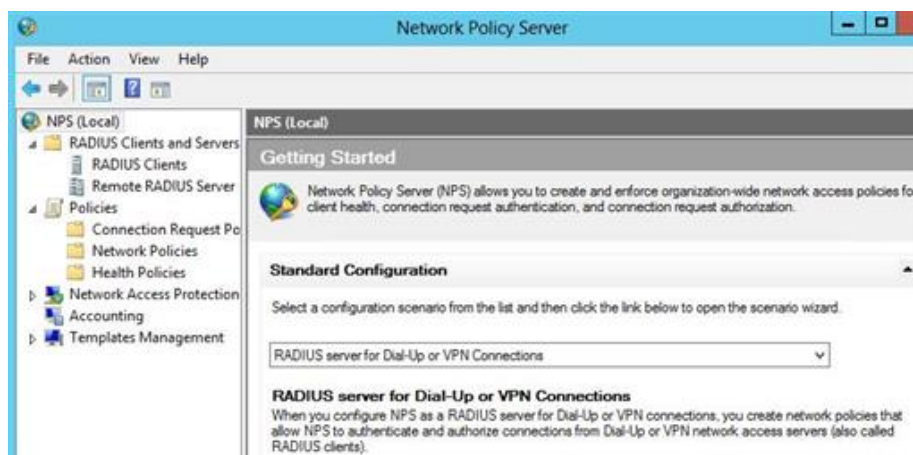 Network Policy Server
File Action View Help
NPS (Local)
RADIUS Clients and Servers
RADIUS Clients
Remote RADIUS Server
Policies
Connection Request Po
Network Policies
Health Policies
Network Access Protection
Accounting
Templates Management
NPS (Local)
Getting Started
Network Policy Server (NPS) allows you to create and enforce organization-wide network access policies fo
client health, connection request authentication, and connection request authorization.
Standard Configuration
Select a configuration scenario from the list and then click the link below to open the scenario wizard.
RADIUS server for Dial-Up or VPN Connections
RADIUS server for Dial-Up or VPN Connections
When you configure NPS as a RADIUS server for Dial-Up or VPN connections, you create network policies that
allow NPS to authenticate and authorize connections from Dial-Up or VPN network access servers (also called
RADIUS clients).